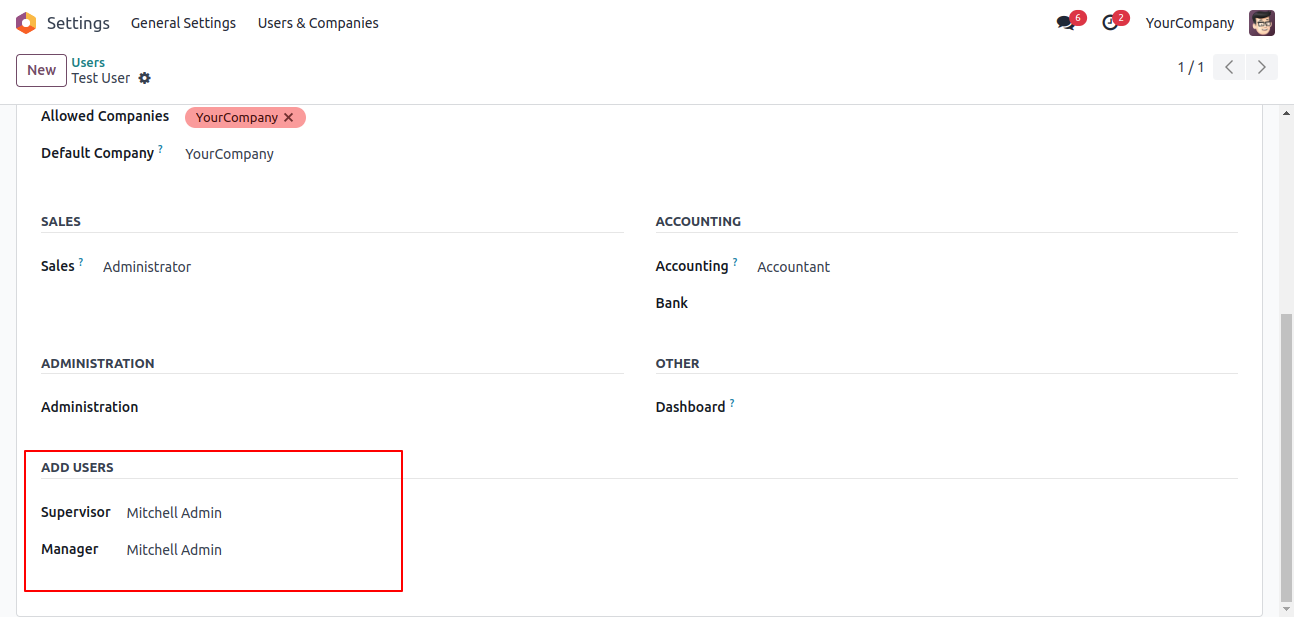 Settings General Settings Users & Companies 6 2 YourCompany
New Users
Test User 1 / 1
Allowed Companies YourCompany ✕
Default Company ? YourCompany
SALES ACCOUNTING
Sales ? Administrator Accounting ? Accountant
Bank
ADMINISTRATION OTHER
Administration Dashboard ?
ADD USERS
Supervisor Mitchell Admin
Manager Mitchell Admin